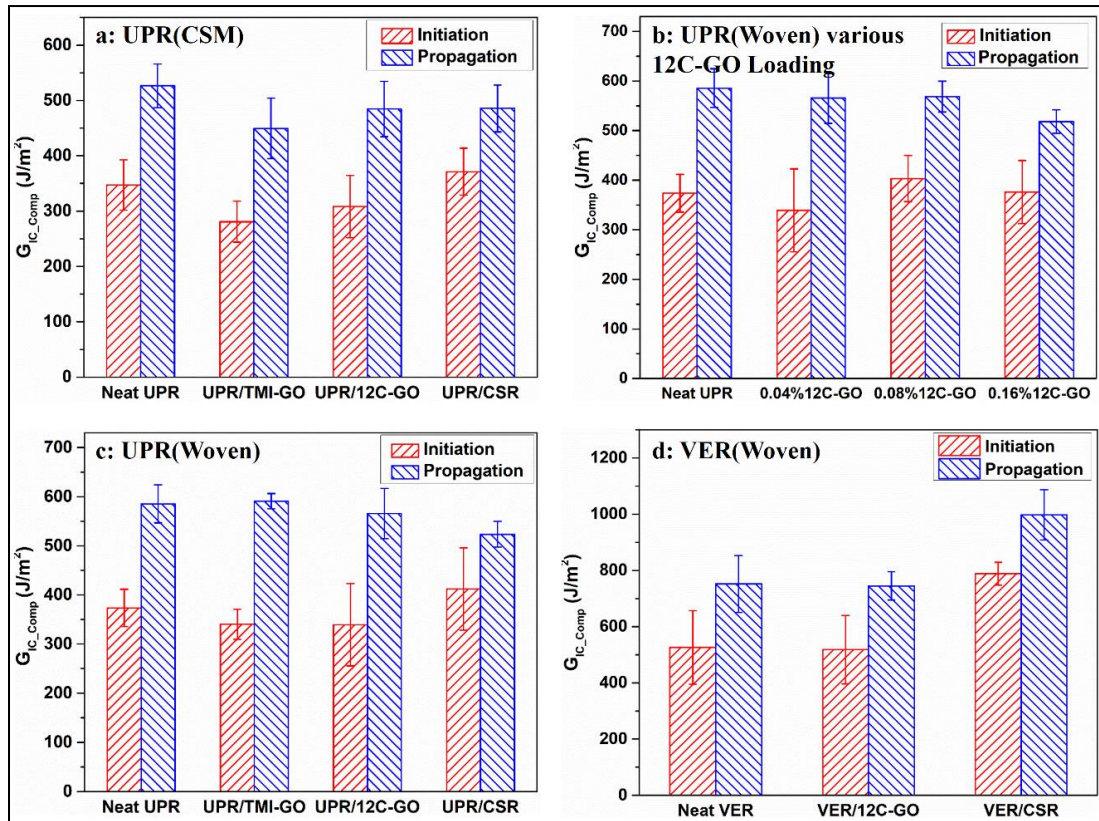 a: UPR(CSM)
Initiation
Propagation
600
500
400
300
200
100
0
G_IC_Comp (J/m²)
Neat UPR UPR/TMI-GO UPR/12C-GO UPR/CSR
b: UPR(Woven) various
12C-GO Loading
Initiation
Propagation
700
600
500
400
300
200
100
0
G_IC_Comp (J/m²)
Neat UPR 0.04%12C-GO 0.08%12C-GO 0.16%12C-GO
c: UPR(Woven)
Initiation
Propagation
700
600
500
400
300
200
100
0
G_IC_Comp (J/m²)
Neat UPR UPR/TMI-GO UPR/12C-GO UPR/CSR
d: VER(Woven)
Initiation
Propagation
1200
1000
800
600
400
200
0
G_IC_Comp (J/m²)
Neat VER VER/12C-GO VER/CSR